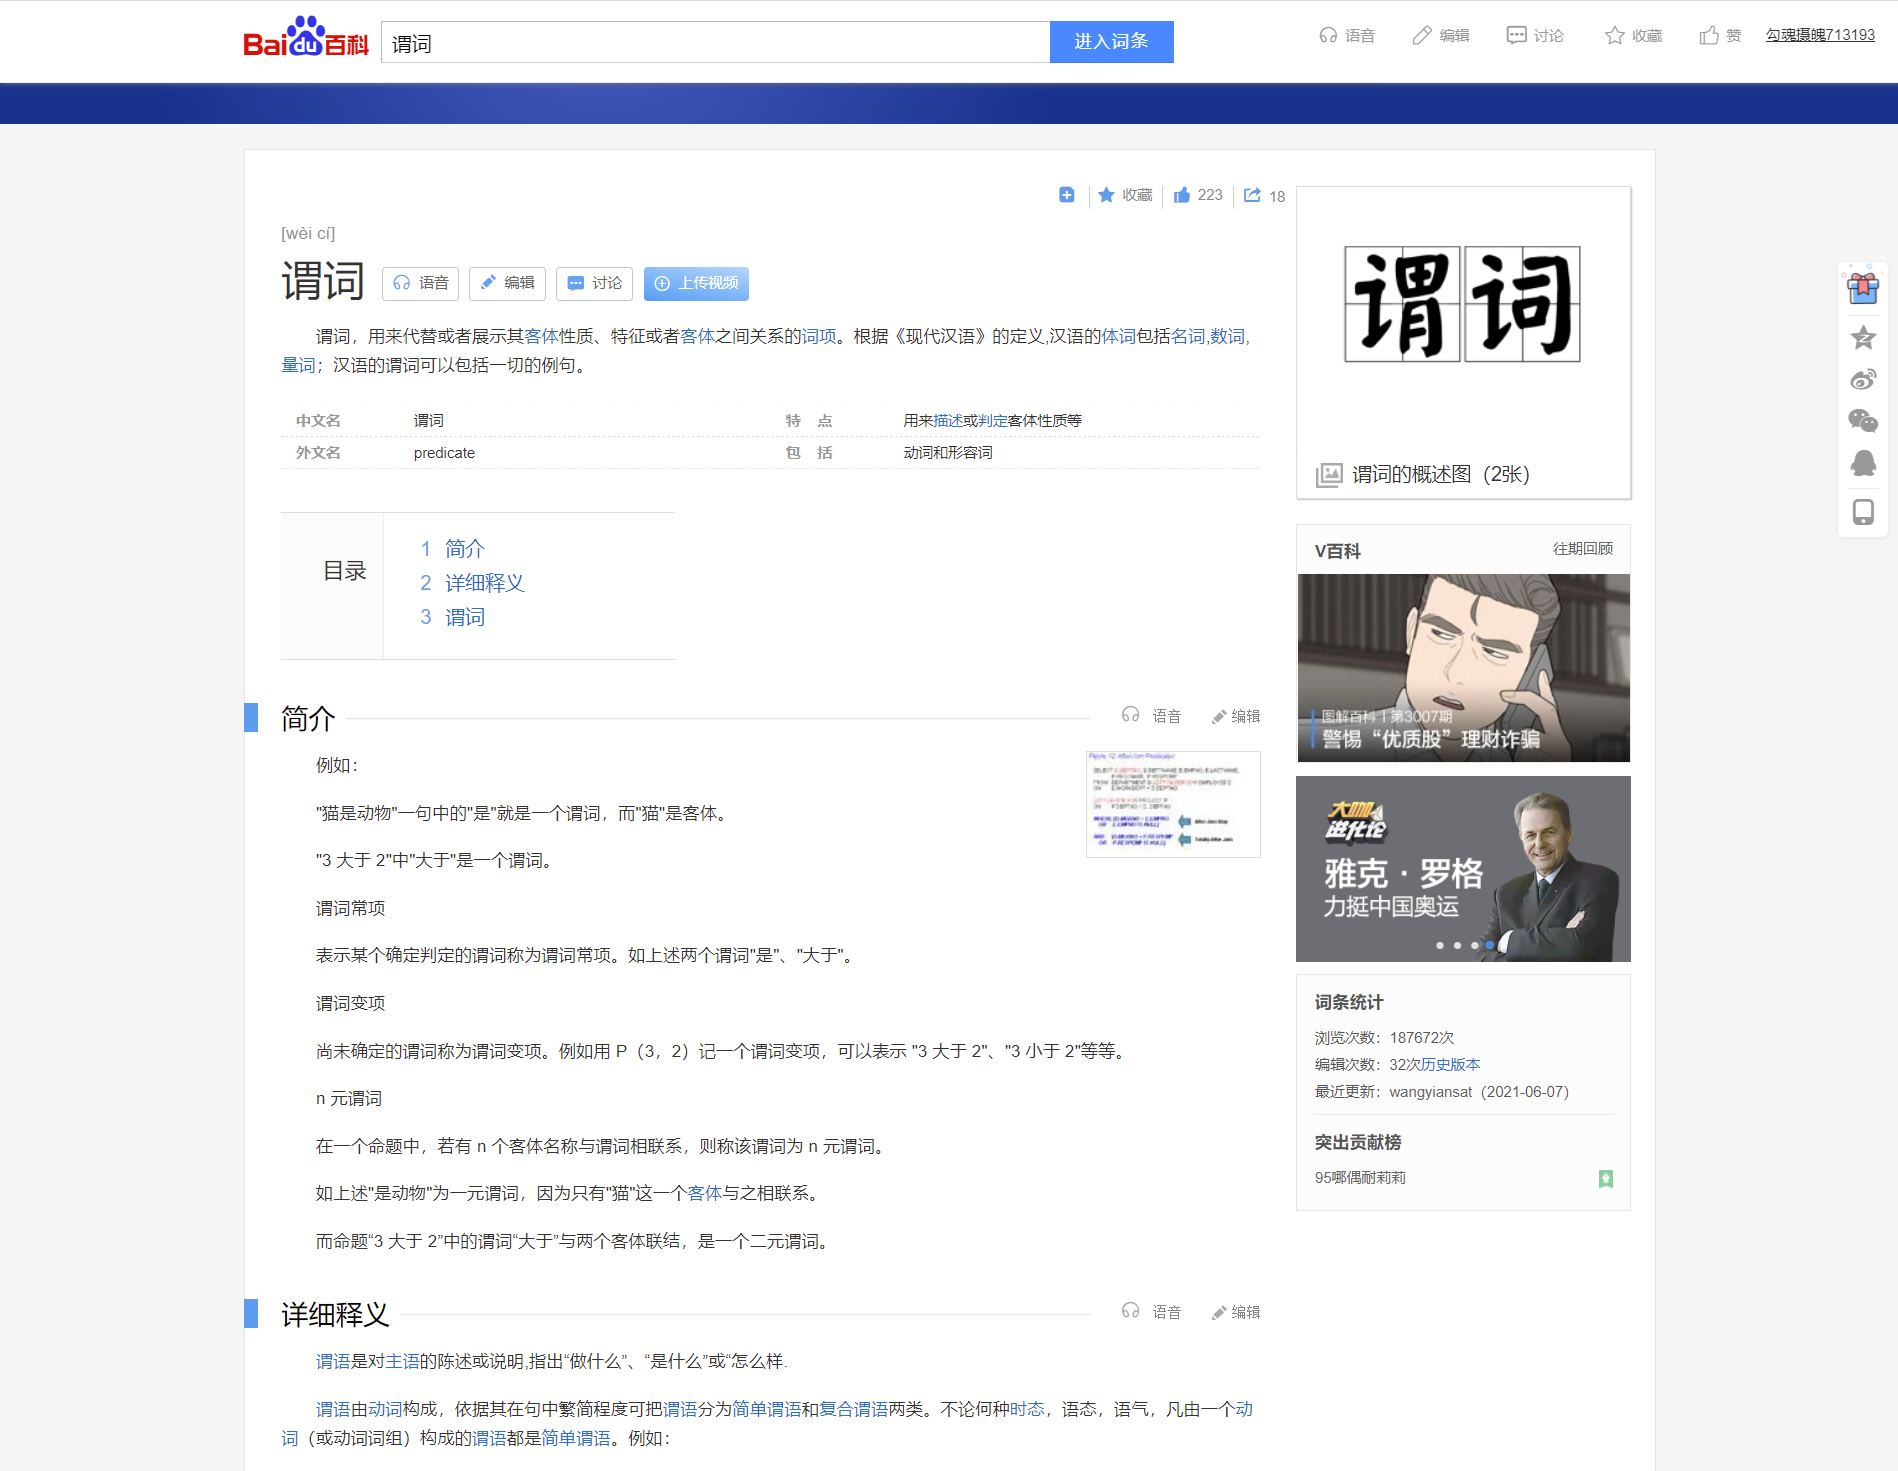 Baidu百科
谓词
进入词条
语音
编辑
讨论
收藏
赞
勾魂摄魄713193
收藏
223
18
[wèi cí]
谓词
语音
编辑
讨论
上传视频
谓词，用来代替或者展示其客体性质、特征或者客体之间关系的词项。根据《现代汉语》的定义,汉语的体词包括名词,数词,
量词；汉语的谓词可以包括一切的例句。
中文名 谓词
特 点 用来描述或判定客体性质等
外文名 predicate
包 括 动词和形容词
目录
1 简介
2 详细释义
3 谓词
简介
语音
编辑
例如：
"猫是动物"一句中的"是"就是一个谓词，而"猫"是客体。
"3 大于 2"中"大于"是一个谓词。
谓词常项
表示某个确定判定的谓词称为谓词常项。如上述两个谓词"是"、"大于"。
谓词变项
尚未确定的谓词称为谓词变项。例如用 P（3，2）记一个谓词变项，可以表示 "3 大于 2"、"3 小于 2"等等。
n 元谓词
在一个命题中，若有 n 个客体名称与谓词相联系，则称该谓词为 n 元谓词。
如上述"是动物"为一元谓词，因为只有"猫"这一个客体与之相联系。
而命题“3 大于 2”中的谓词“大于”与两个客体联结，是一个二元谓词。
详细释义
语音
编辑
谓语是对主语的陈述或说明,指出“做什么”、“是什么”或“怎么样.
谓语由动词构成，依据其在句中繁简程度可把谓语分为简单谓语和复合谓语两类。不论何种时态，语态，语气，凡由一个动
词（或动词词组）构成的谓语都是简单谓语。例如：
谓词
谓词的概述图（2张）
V百科
往期回顾
图解百科 | 第3007期
警惕“优质股”理财诈骗
大咖
进化论
雅克·罗格
力挺中国奥运
词条统计
浏览次数：187672次
编辑次数：32次历史版本
最近更新：wangyiansat（2021-06-07）
突出贡献榜
95哪偶耐莉莉